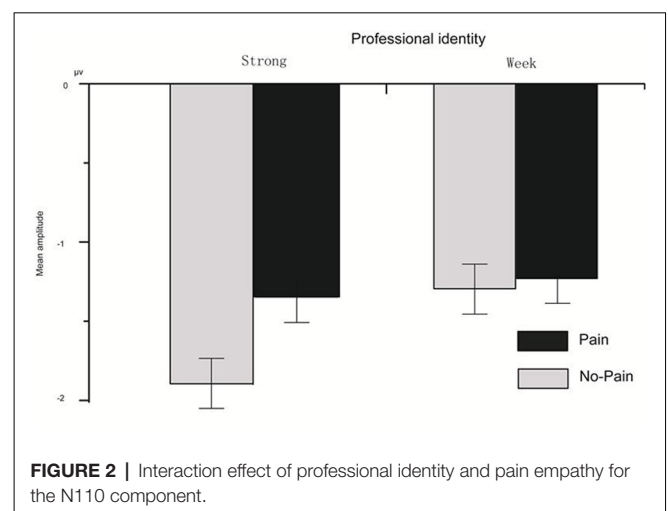 Professional identity
Strong Week
μv
0
-1
-2
Mean amplitude
Pain
No-Pain
FIGURE 2 | Interaction effect of professional identity and pain empathy for
the N110 component.